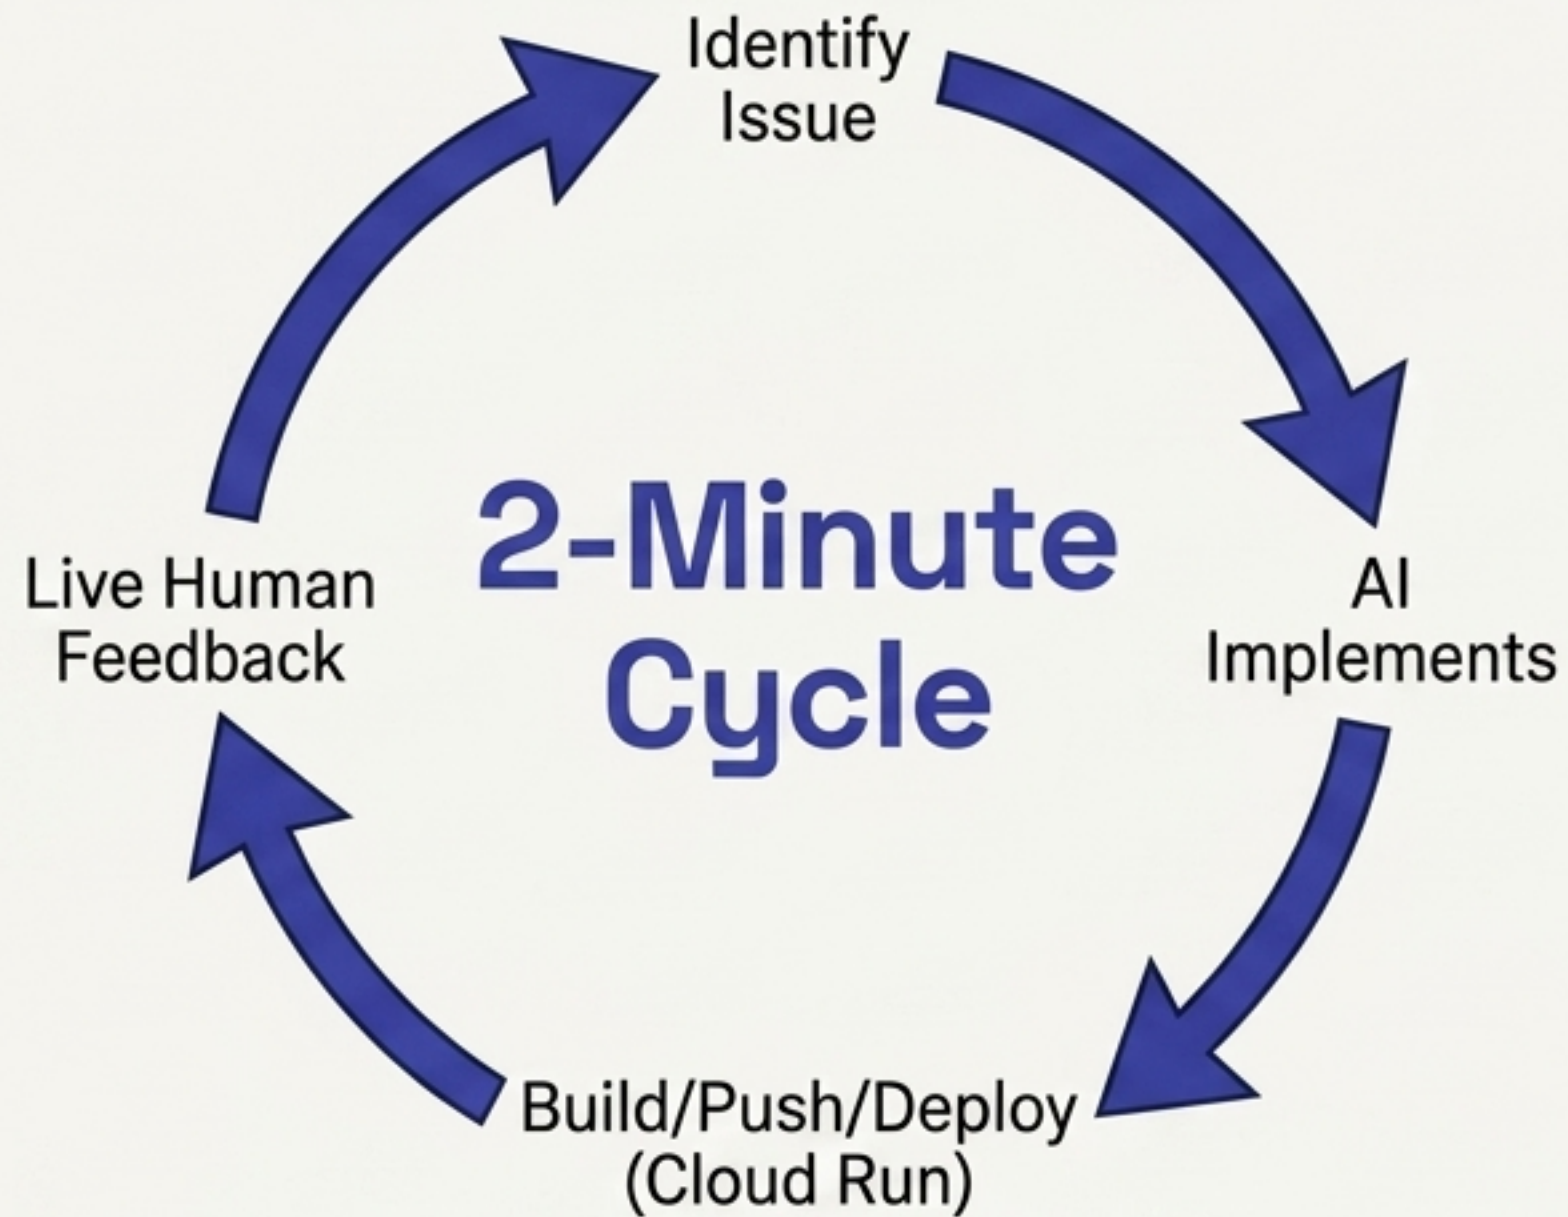 Identify
Issue
AI
Implements
Build/Push/Deploy
(Cloud Run)
Live Human
Feedback
2-Minute
Cycle